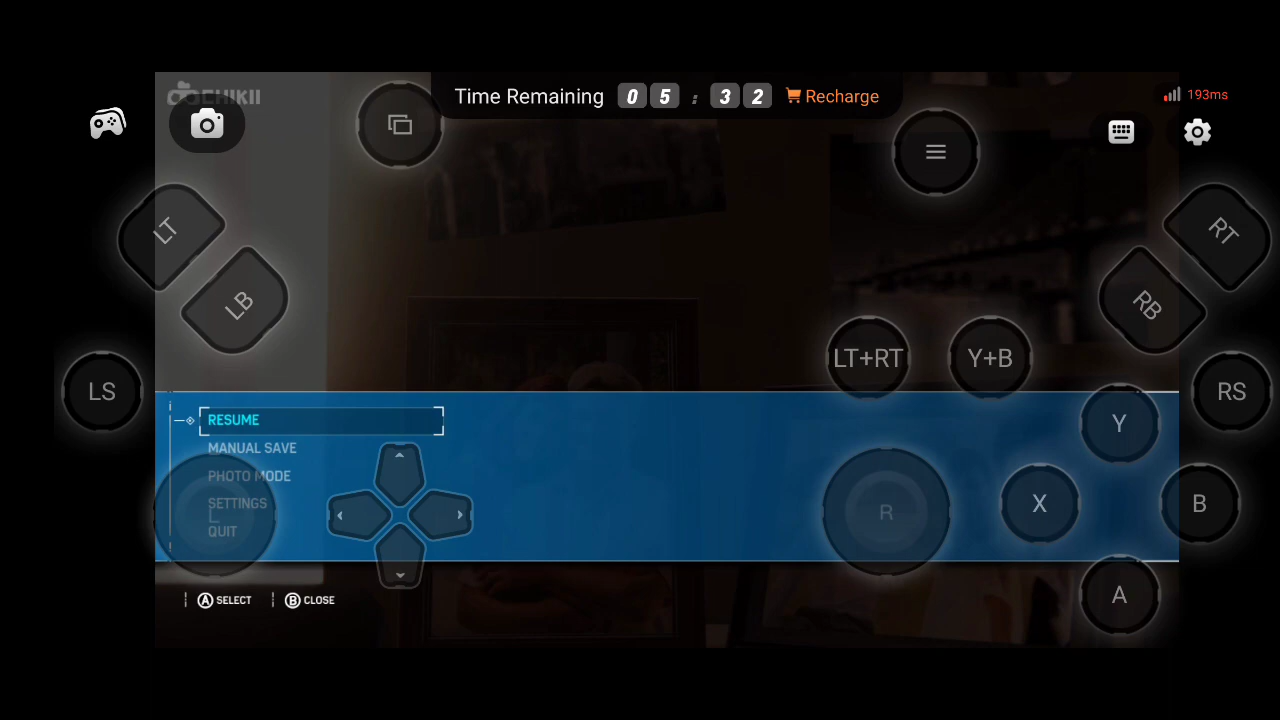 CHIKII
Time Remaining 05:32 Recharge
193ms
LT
RT
LB
RB
LT+RT
Y+B
LS
RS
Y
RESUME
MANUAL SAVE
PHOTO MODE
SETTINGS
L
QUIT
R
X
B
A
A SELECT
B CLOSE